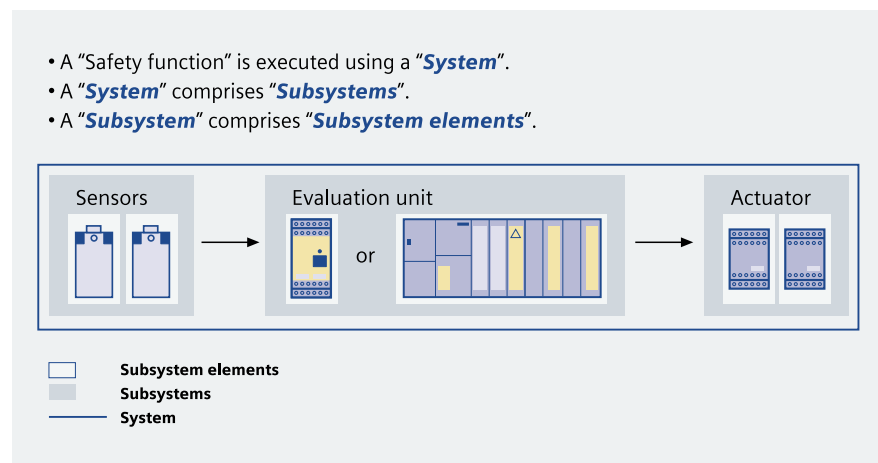 • A “Safety function” is executed using a “System”.
• A “System” comprises “Subsystems”.
• A “Subsystem” comprises “Subsystem elements”.
Sensors
Evaluation unit
Actuator
or
Subsystem elements
Subsystems
System